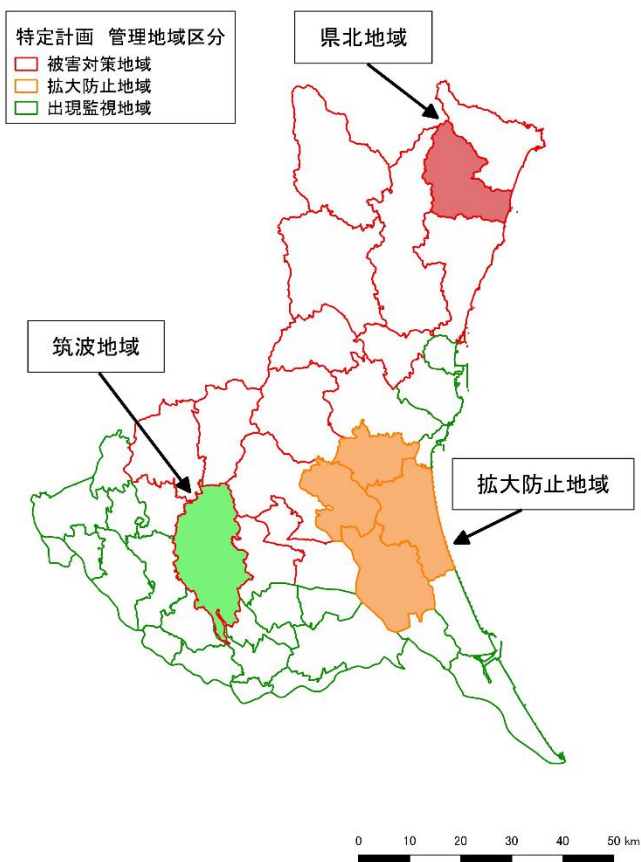 特定計画 管理地域区分
被害対策地域
拡大防止地域
出現監視地域
県北地域
筑波地域
拡大防止地域
0 10 20 30 40 50 km